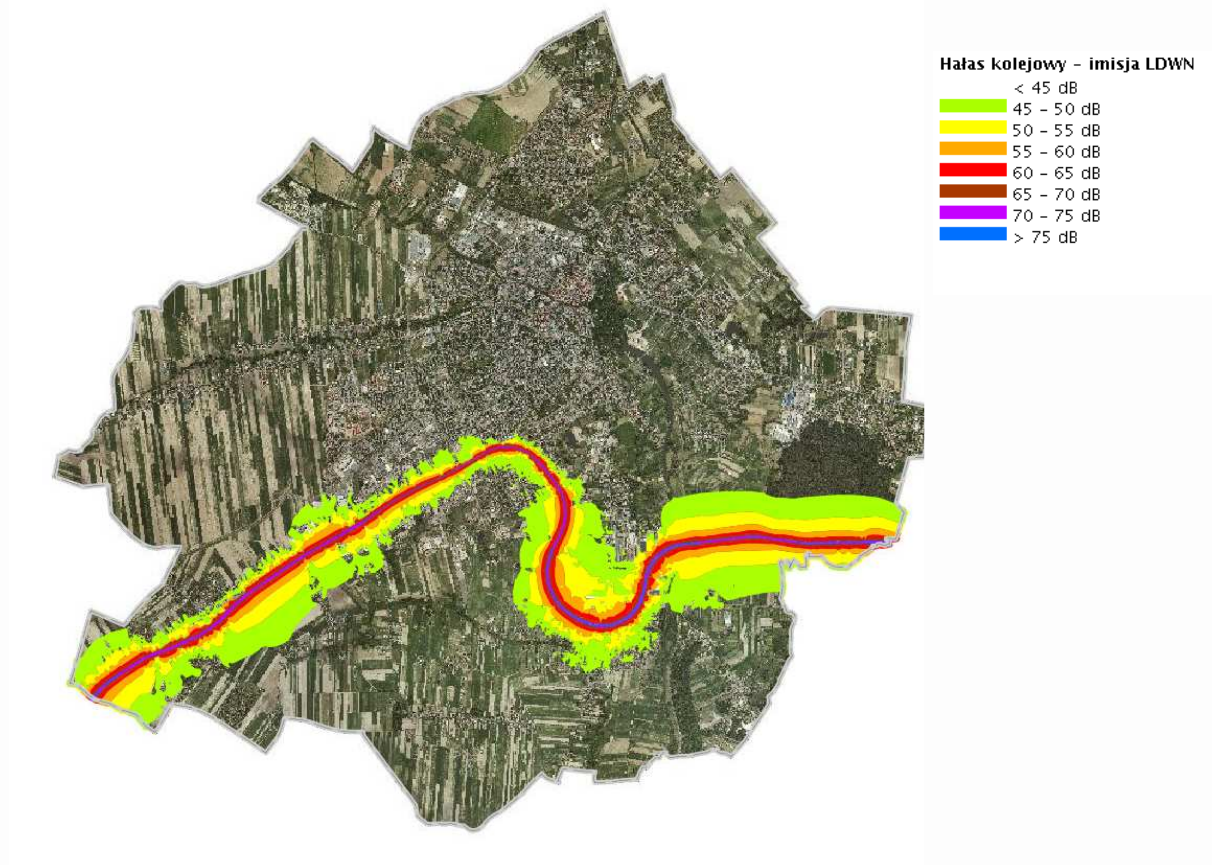 Hałas kolejowy - imisja LDWN
< 45 dB
45 - 50 dB
50 - 55 dB
55 - 60 dB
60 - 65 dB
65 - 70 dB
70 - 75 dB
> 75 dB